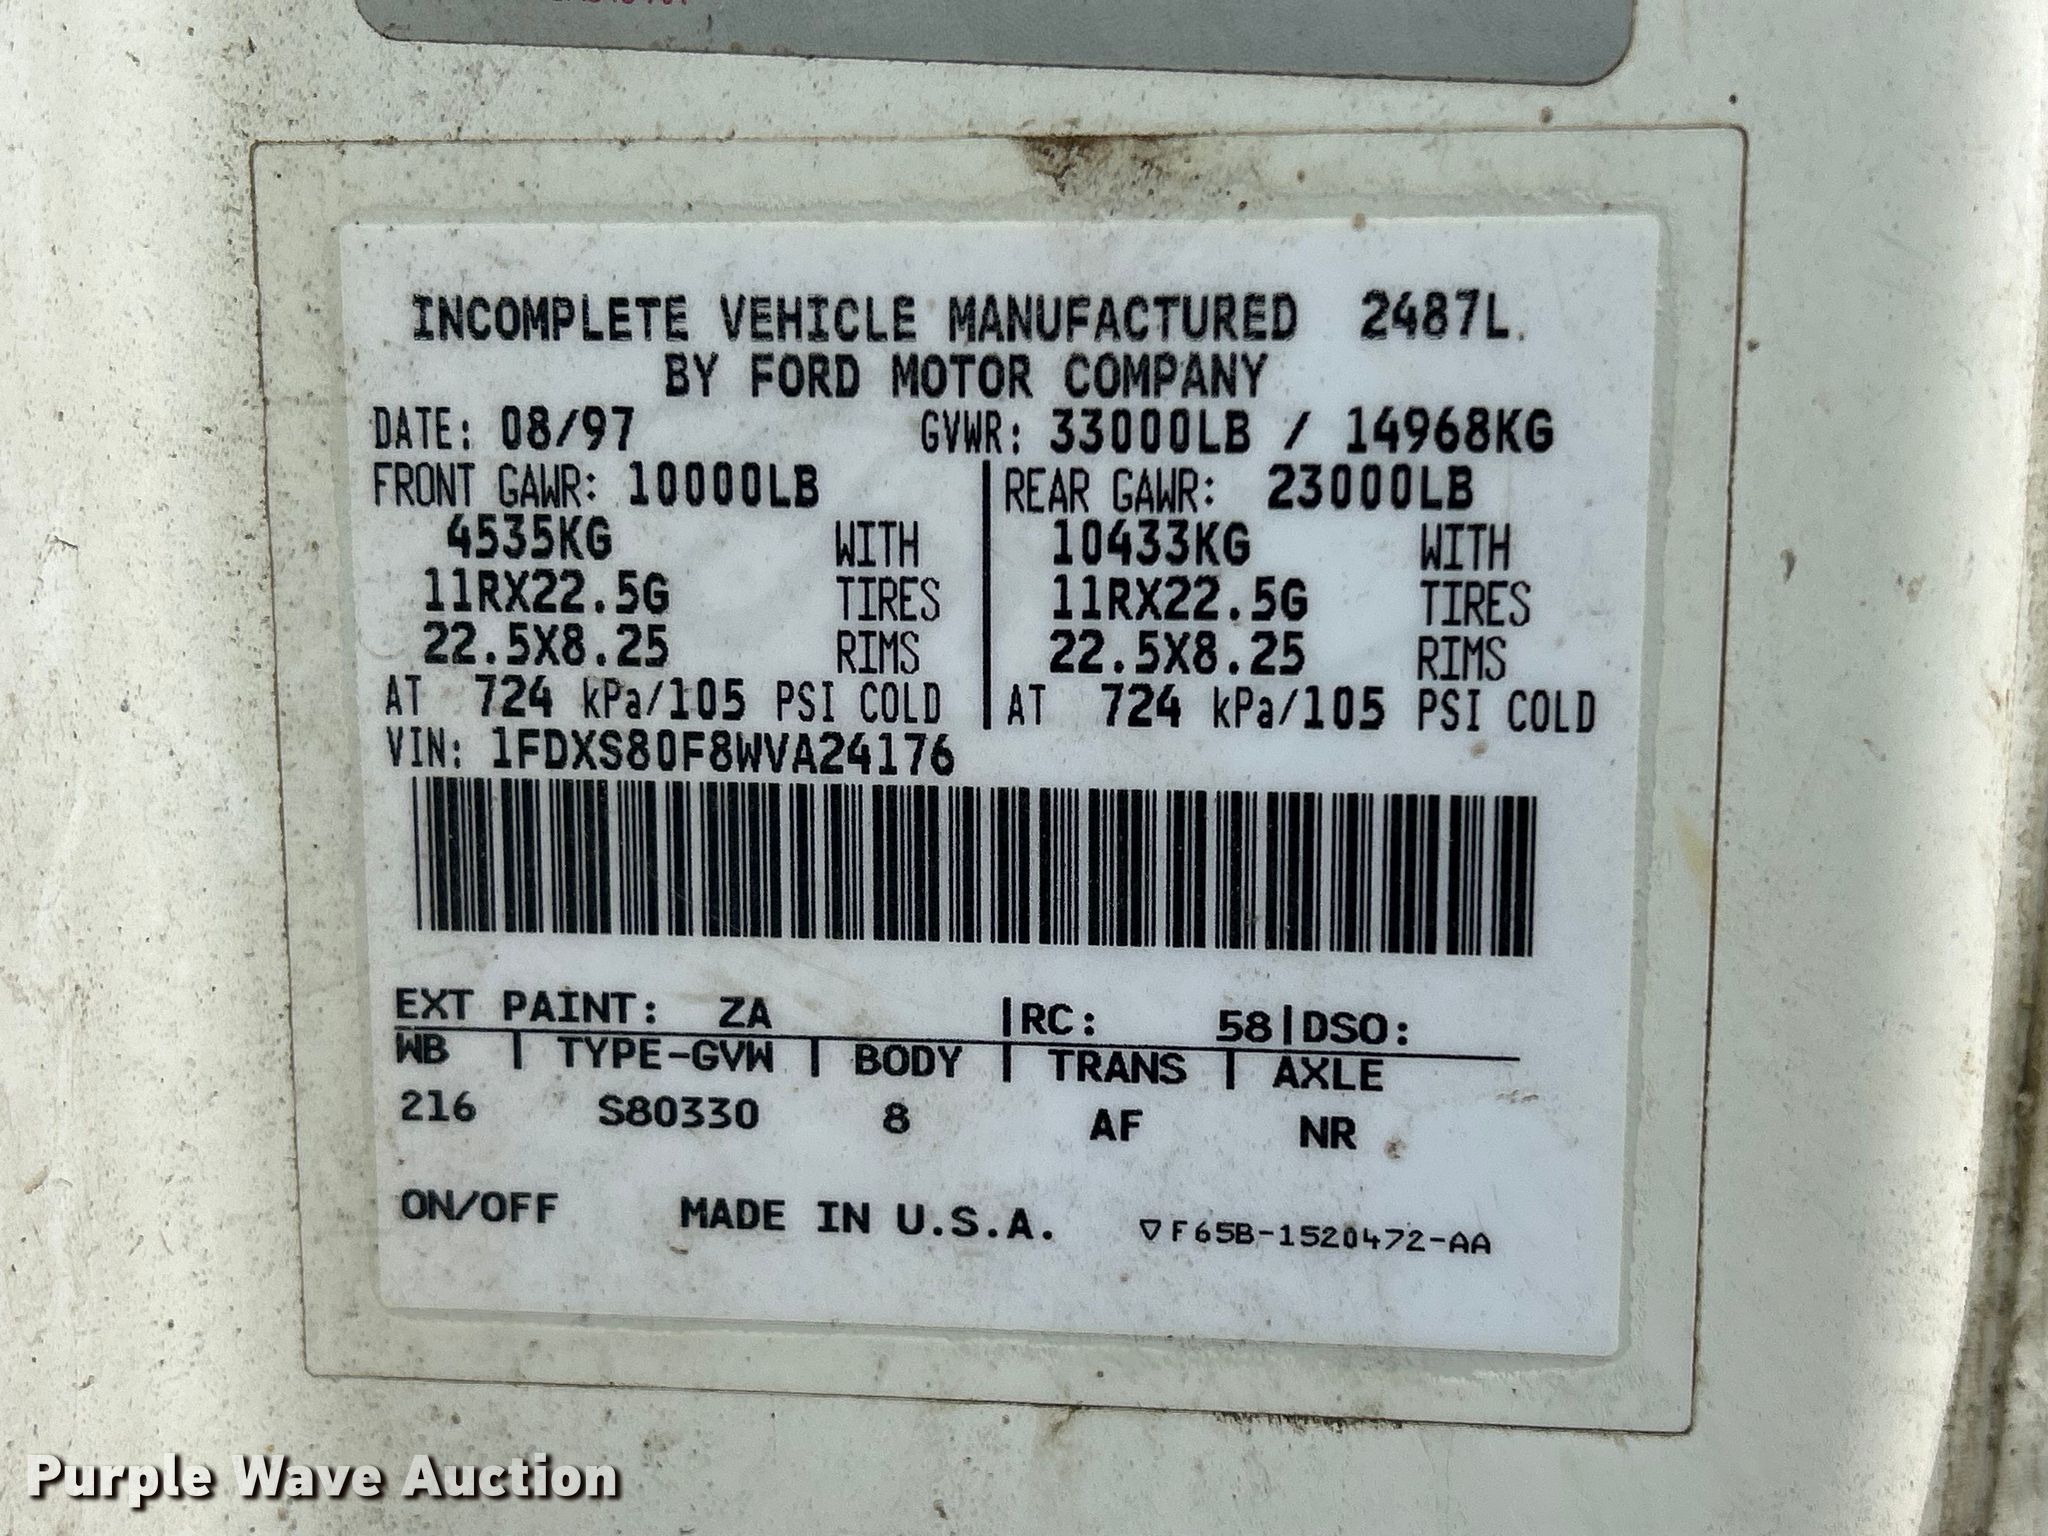 INCOMPLETE VEHICLE MANUFACTURED 2487L
BY FORD MOTOR COMPANY
DATE: 08/97 GVWR: 33000LB / 14968KG
FRONT GAWR: 10000LB REAR GAWR: 23000LB
4535KG WITH 10433KG WITH
11RX22.5G TIRES 11RX22.5G TIRES
22.5X8.25 RIMS 22.5X8.25 RIMS
AT 724 kPa/105 PSI COLD AT 724 kPa/105 PSI COLD
VIN: 1FDXS80F8WVA24176
EXT PAINT: ZA |RC: 58|DSO:
WB | TYPE-GVW | BODY | TRANS | AXLE
216 S80330 8 AF NR
ON/OFF MADE IN U.S.A. ▽F65B-1520472-AA
Purple Wave Auction